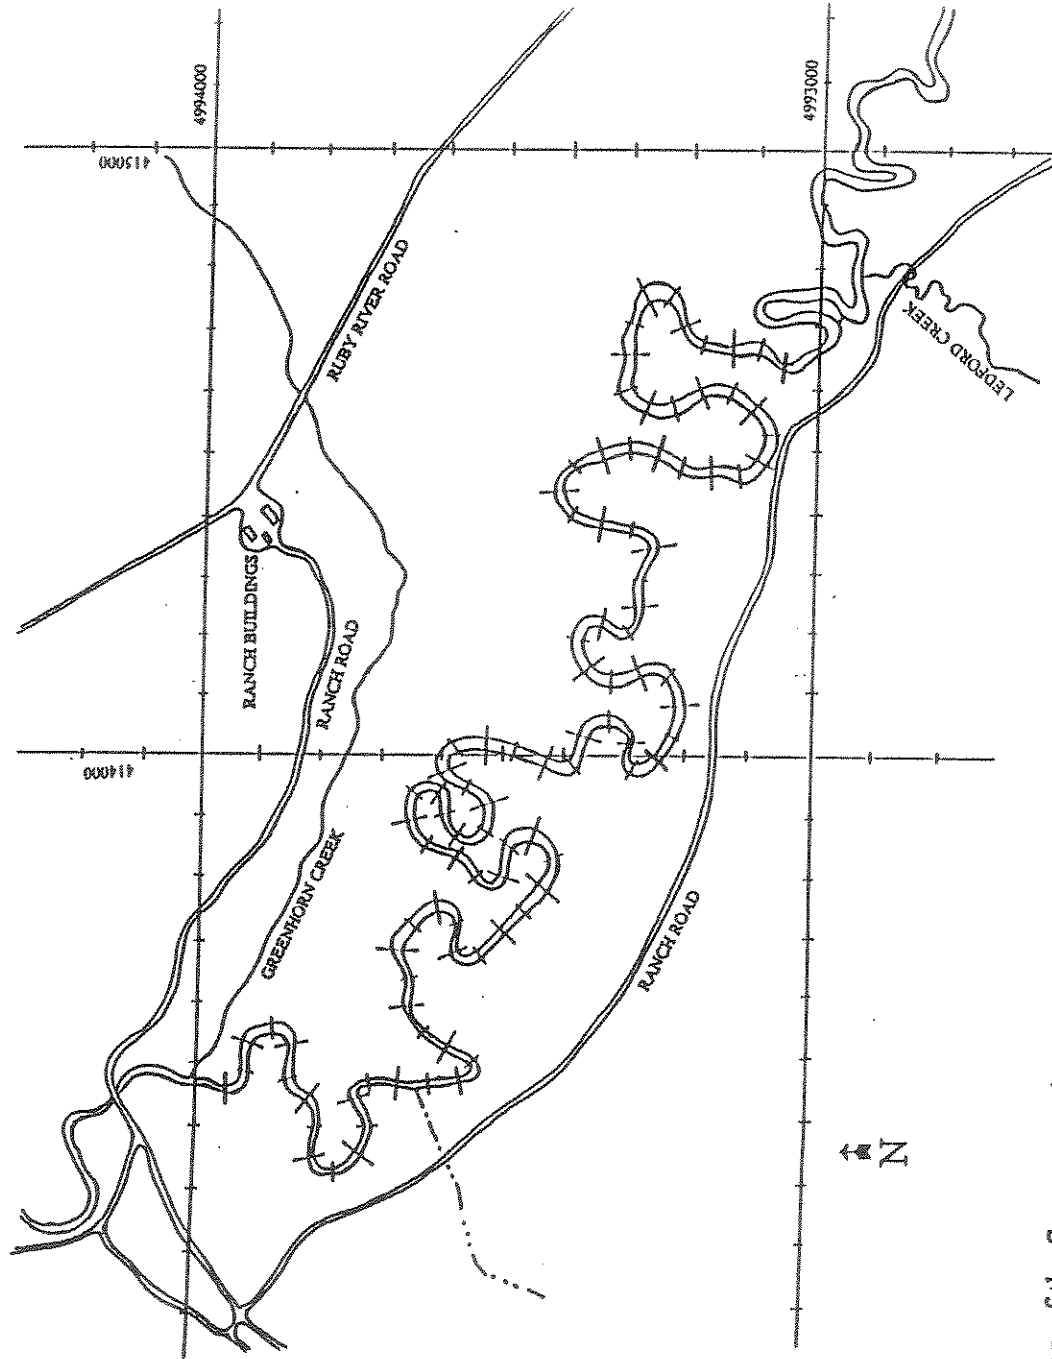 4994000
415000
4993000
RUBY RIVER ROAD
LEDFORD CREEK
RANCH BUILDINGS
RANCH ROAD
414000
GREENHORN CREEK
RANCH ROAD
N